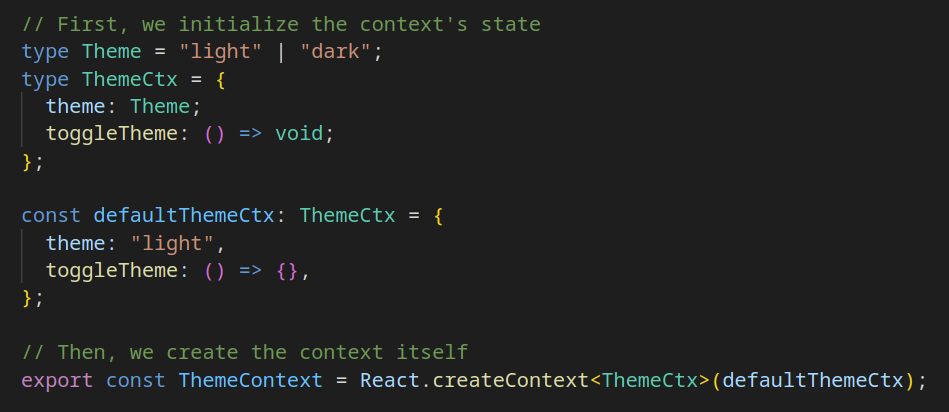 // First, we initialize the context's state
type Theme = "light" | "dark";
type ThemeCtx = {
  theme: Theme;
  toggleTheme: () => void;
};

const defaultThemeCtx: ThemeCtx = {
  theme: "light",
  toggleTheme: () => {},
};

// Then, we create the context itself
export const ThemeContext = React.createContext<ThemeCtx>(defaultThemeCtx);